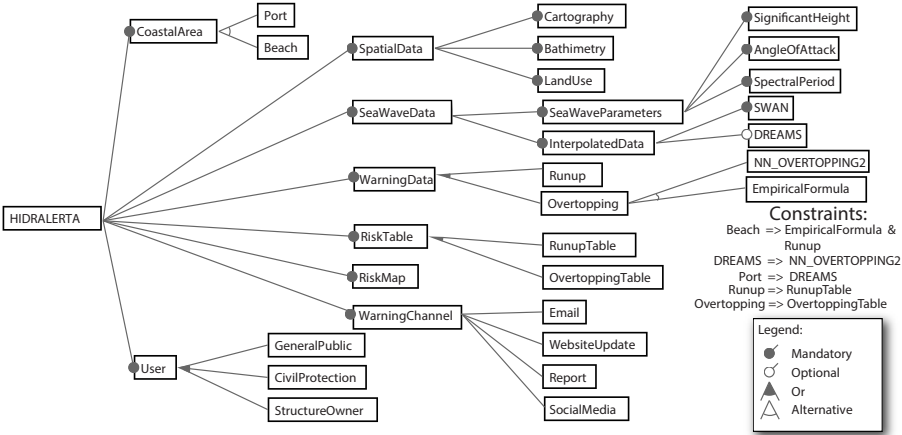 HIDRALERTA
CoastalArea
Port
Beach
SpatialData
Cartography
Bathimetry
LandUse
SeaWaveData
SeaWaveParameters
SignificantHeight
AngleOfAttack
SpectralPeriod
InterpolatedData
SWAN
DREAMS
WarningData
Runup
Overtopping
NN_OVERTOPPING2
EmpiricalFormula
RiskTable
RunupTable
OvertoppingTable
RiskMap
WarningChannel
Email
WebsiteUpdate
Report
SocialMedia
User
GeneralPublic
CivilProtection
StructureOwner
Constraints:
Beach => EmpiricalFormula &
Runup
DREAMS => NN_OVERTOPPING2
Port => DREAMS
Runup => RunupTable
Overtopping => OvertoppingTable
Legend:
Mandatory
Optional
Or
Alternative